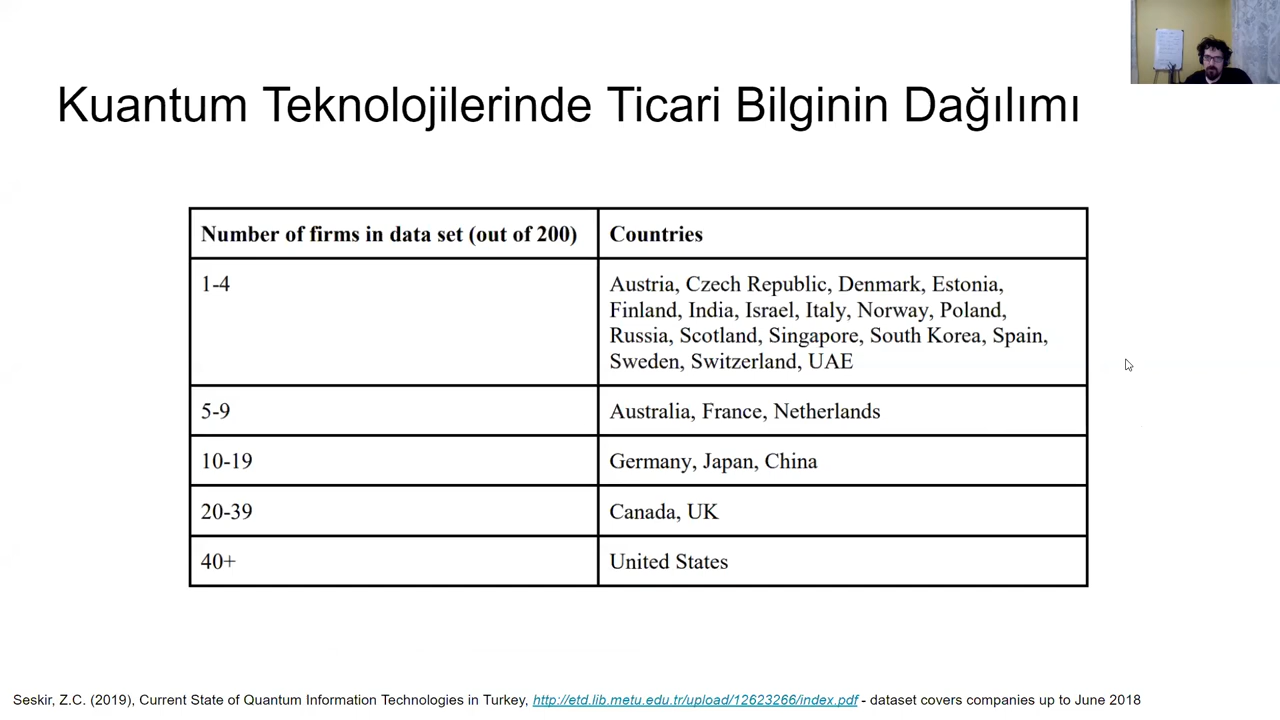 Kuantum Teknolojilerinde Ticari Bilginin Dağılımı
Number of firms in data set (out of 200) Countries
1-4 Austria, Czech Republic, Denmark, Estonia,
Finland, India, Israel, Italy, Norway, Poland,
Russia, Scotland, Singapore, South Korea, Spain,
Sweden, Switzerland, UAE
5-9 Australia, France, Netherlands
10-19 Germany, Japan, China
20-39 Canada, UK
40+ United States
Seskir, Z.C. (2019), Current State of Quantum Information Technologies in Turkey, http://etd.lib.metu.edu.tr/upload/12623266/index.pdf - dataset covers companies up to June 2018